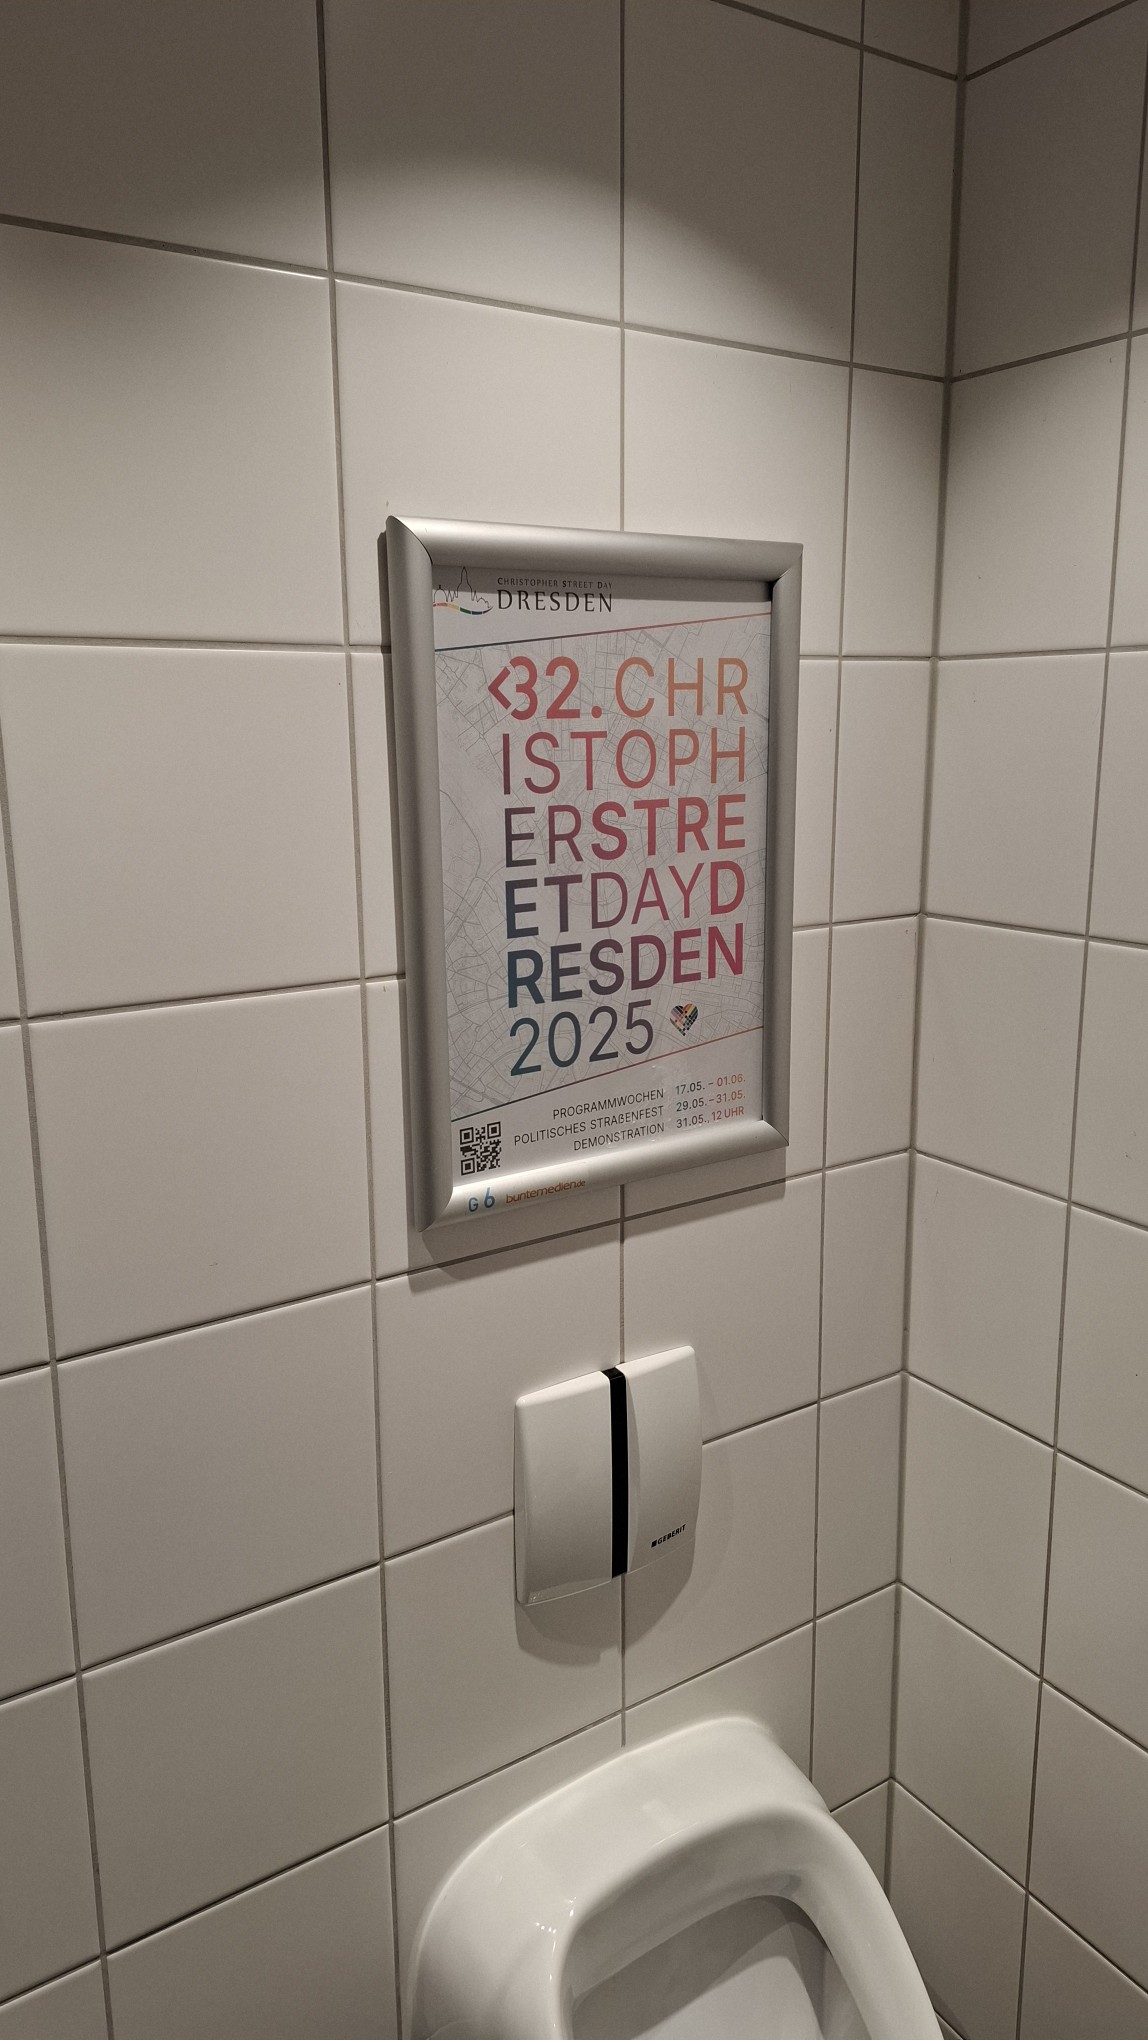 CHRISTOPHER STREET DAY
DRESDEN
<32. CHR
ISTOPH
ERSTRE
ETDAYD
RESDEN
2025
PROGRAMMWOCHEN 17.05. – 01.06.
POLITISCHES STRAßENFEST 29.05. – 31.05.
DEMONSTRATION 31.05., 12 UHR
G6 buntemedien.de
GEBERIT